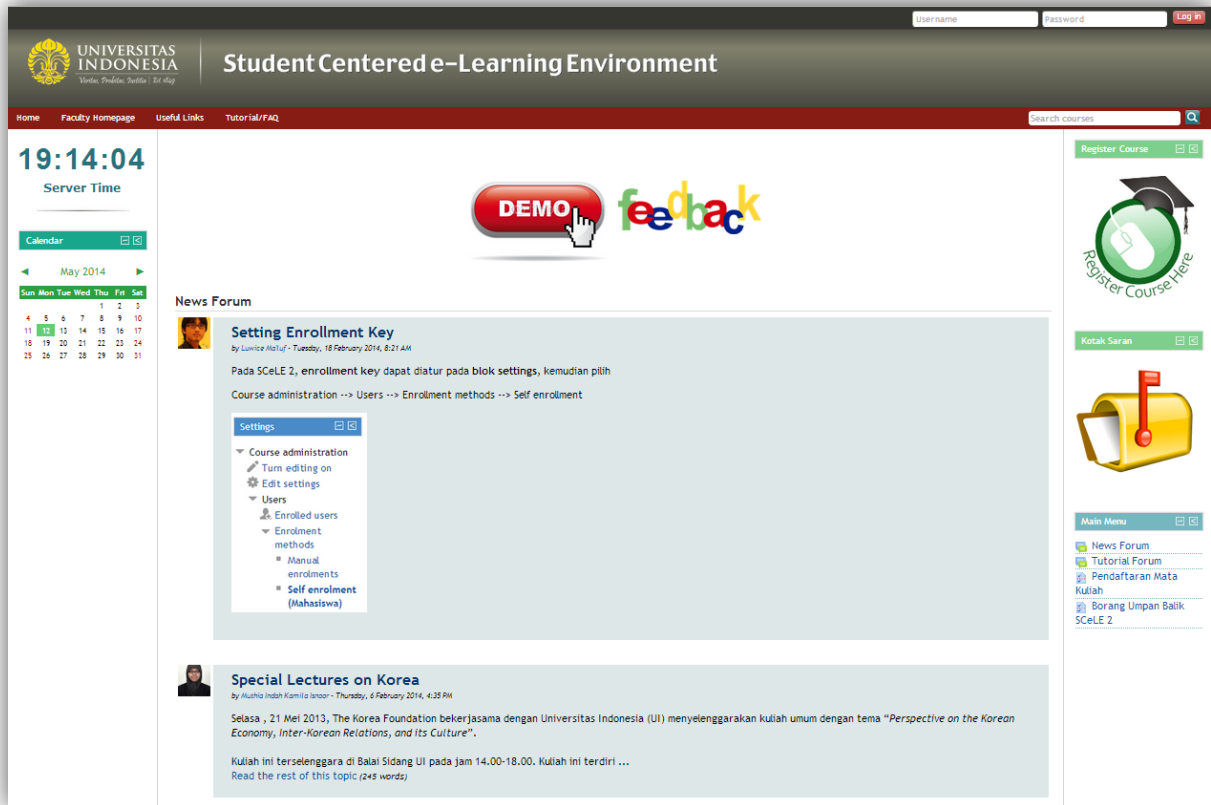 Username Password Log in
UNIVERSITAS
INDONESIA
Veritas, Probitas, Justitia | Est 1849
Student Centered e-Learning Environment
Home Faculty Homepage Useful Links Tutorial/FAQ Search courses
19:14:04
Server Time
Calendar
May 2014
Sun Mon Tue Wed Thu Fri Sat
1 2 3
4 5 6 7 8 9 10
11 12 13 14 15 16 17
18 19 20 21 22 23 24
25 26 27 28 29 30 31
DEMO feedback
News Forum
Setting Enrollment Key
by Luwice Ma'luf - Tuesday, 18 February 2014, 8:21 AM
Pada SCeLE 2, enrollment key dapat diatur pada blok settings, kemudian pilih
Course administration --> Users --> Enrollment methods --> Self enrollment
Settings
Course administration
Turn editing on
Edit settings
Users
Enrolled users
Enrolment
methods
Manual
enrolments
Self enrolment
(Mahasiswa)
Special Lectures on Korea
by Muthia Indah Kamila Isnaar - Thursday, 6 February 2014, 4:35 PM
Selasa , 21 Mei 2013, The Korea Foundation bekerjasama dengan Universitas Indonesia (UI) menyelenggarakan kuliah umum dengan tema “Perspective on the Korean
Economy, Inter-Korean Relations, and its Culture”.
Kuliah ini terselenggara di Balai Sidang UI pada jam 14.00-18.00. Kuliah ini terdiri ...
Read the rest of this topic (245 words)
Register Course
Register Course Here
Kotak Saran
Main Menu
News Forum
Tutorial Forum
Pendaftaran Mata
Kuliah
Borang Umpan Balik
SCeLE 2